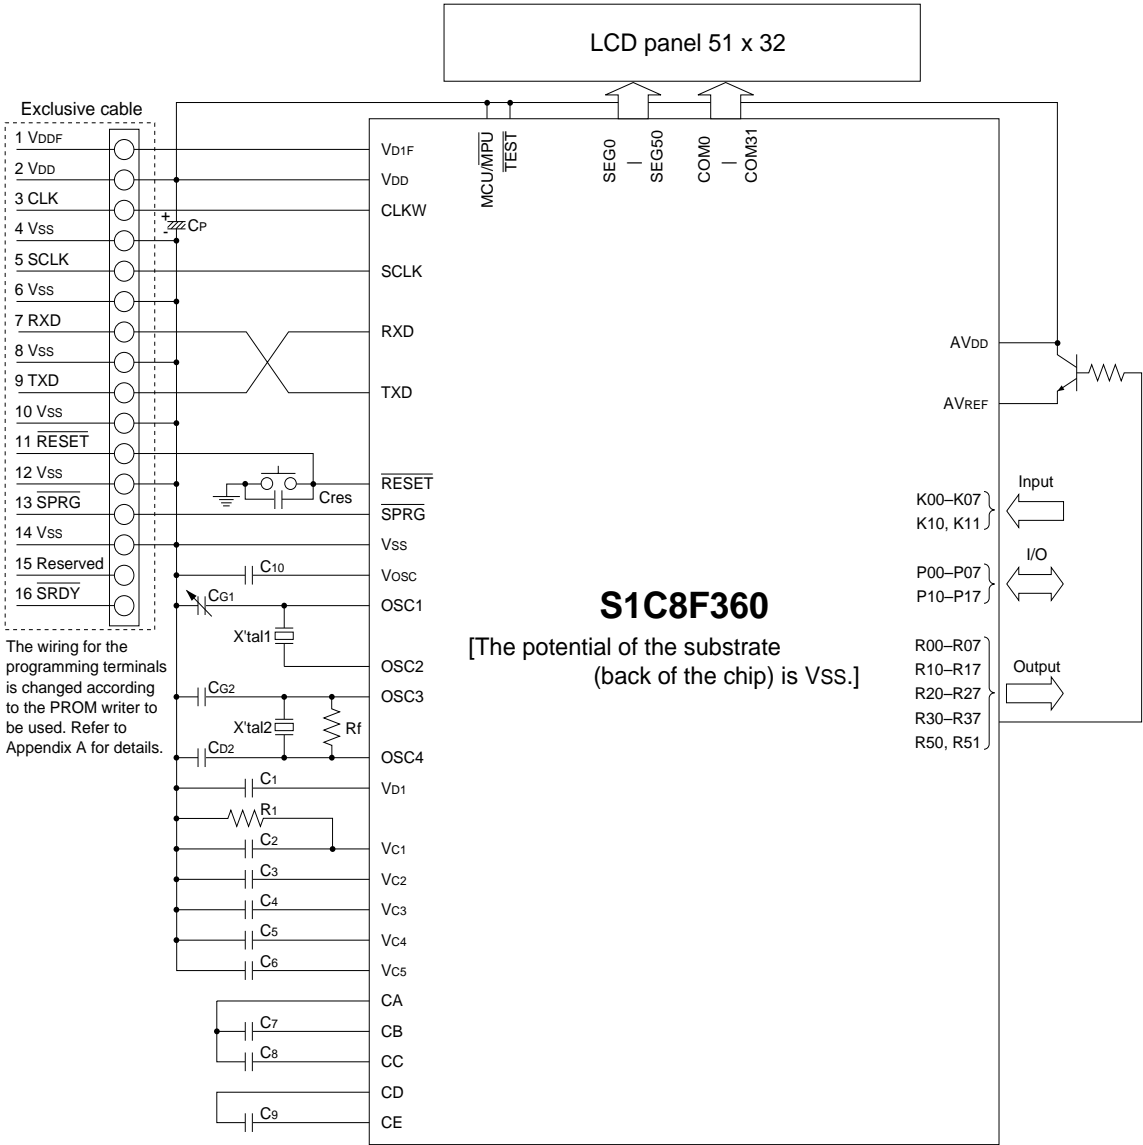 LCD panel 51 x 32
Exclusive cable
1 VDDF
2 VDD
3 CLK
4 VSS
5 SCLK
6 VSS
7 RXD
8 VSS
9 TXD
10 VSS
11 RESET
12 VSS
13 SPRG
14 VSS
15 Reserved
16 SRDY
The wiring for the
programming terminals
is changed according
to the PROM writer to
be used. Refer to
Appendix A for details.
+
-
CP
Cres
C10
CG1
X'tal1
CG2
X'tal2
Rf
CD2
C1
R1
C2
C3
C4
C5
C6
C7
C8
C9
VD1F
VDD
CLKW
SCLK
RXD
TXD
RESET
SPRG
VSS
VOSC
OSC1
OSC2
OSC3
OSC4
VD1
VC1
VC2
VC3
VC4
VC5
CA
CB
CC
CD
CE
MCU/MPU
TEST
SEG0
—
SEG50
COM0
—
COM31
S1C8F360
[The potential of the substrate
(back of the chip) is VSS.]
AVDD
AVREF
K00–K07
K10, K11
Input
P00–P07
P10–P17
I/O
R00–R07
R10–R17
R20–R27
R30–R37
R50, R51
Output